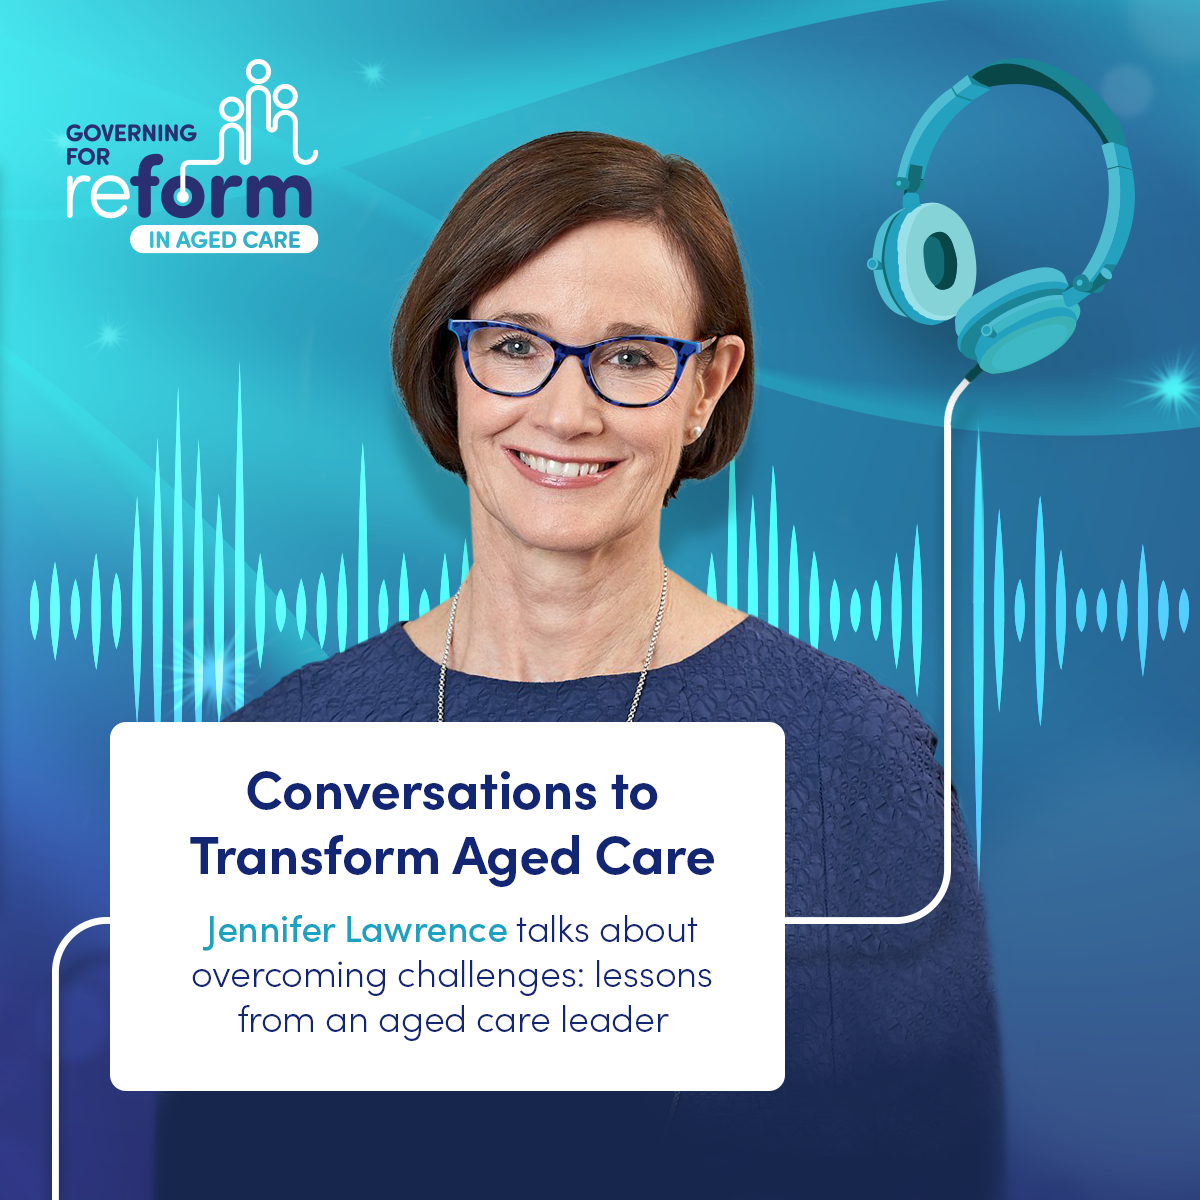 GOVERNING
FOR
reform
IN AGED CARE
Conversations to
Transform Aged Care
Jennifer Lawrence talks about
overcoming challenges: lessons
from an aged care leader